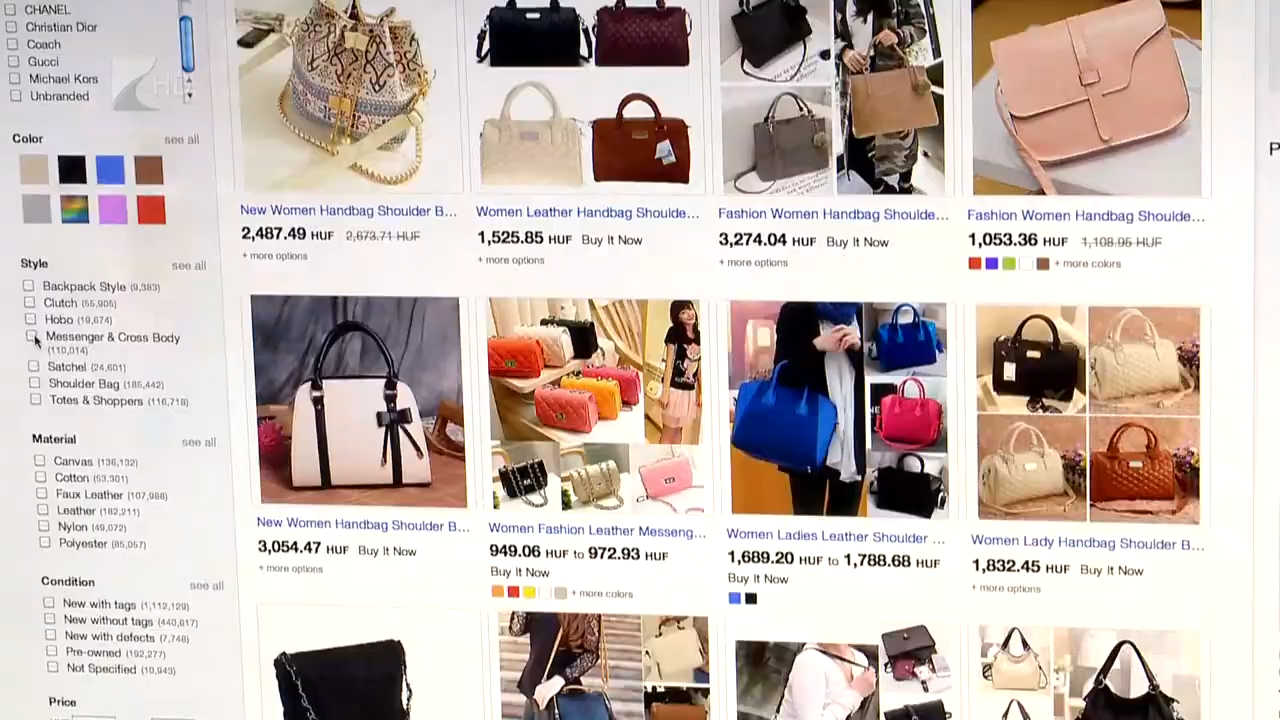 CHANEL
Christian Dior
Coach
Gucci
Michael Kors
Unbranded
HD
Color see all
Style see all
Backpack Style (9,383)
Clutch (55,905)
Hobo (19,674)
Messenger & Cross Body
(110,014)
Satchel (24,601)
Shoulder Bag (185,442)
Totes & Shoppers (116,718)
Material see all
Canvas (136,132)
Cotton (53,301)
Faux Leather (107,988)
Leather (182,211)
Nylon (49,072)
Polyester (85,057)
Condition see all
New with tags (1,112,129)
New without tags (440,617)
New with defects (7,748)
Pre-owned (192,277)
Not Specified (10,943)
Price
New Women Handbag Shoulder B...
2,487.49 HUF 2,673.71 HUF
+ more options
Women Leather Handbag Shoulde...
1,525.85 HUF Buy It Now
+ more options
Fashion Women Handbag Shoulde...
3,274.04 HUF Buy It Now
+ more options
Fashion Women Handbag Shoulde...
1,053.36 HUF 1,108.95 HUF
+ more colors
New Women Handbag Shoulder B...
3,054.47 HUF Buy It Now
+ more options
Women Fashion Leather Messeng...
949.06 HUF to 972.93 HUF
Buy It Now
+ more colors
Women Ladies Leather Shoulder ...
1,689.20 HUF to 1,788.68 HUF
Buy It Now
Women Lady Handbag Shoulder B...
1,832.45 HUF Buy It Now
+ more options
P